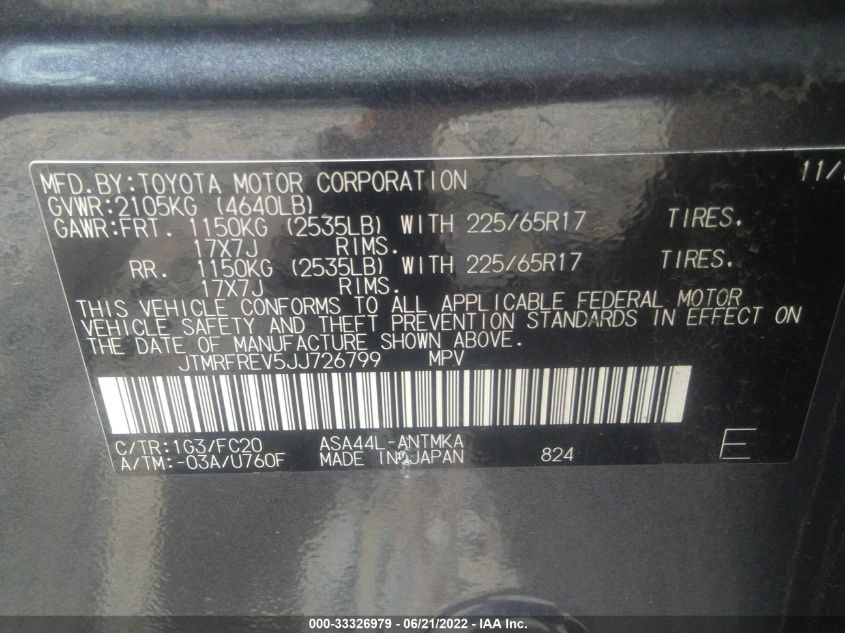 MFD.BY:TOYOTA MOTOR CORPORATION 11/
GVWR:2105KG (4640LB)
GAWR:FRT. 1150KG (2535LB) WITH 225/65R17 TIRES.
17X7J RIMS.
RR. 1150KG (2535LB) WITH 225/65R17 TIRES.
17X7J RIMS.
THIS VEHICLE CONFORMS TO ALL APPLICABLE FEDERAL MOTOR
VEHICLE SAFETY AND THEFT PREVENTION STANDARDS IN EFFECT ON
THE DATE OF MANUFACTURE SHOWN ABOVE.
JTMRFREV5JJ726799 MPV
C/TR:1G3/FC20 ASA44L-ANTMKA
A/TM:-03A/U760F MADE IN JAPAN 824 E
000-33326979 - 06/21/2022 - IAA Inc.